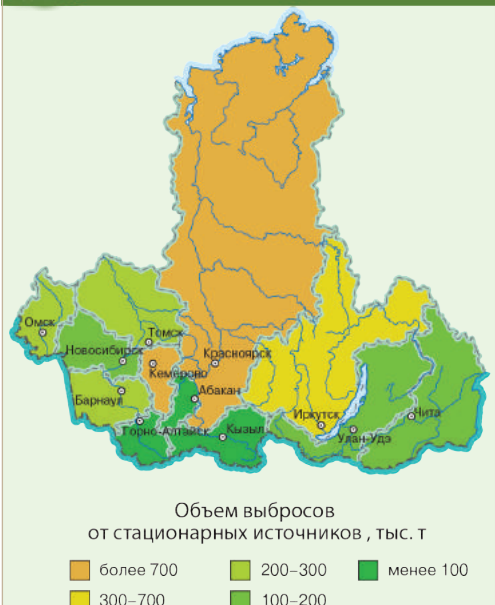 Омск
Томск
Новосибирск
Красноярск
Кемерово
Абакан
Барнаул
Иркутск
Чита
Горно-Алтайск
Кызыл
Улан-Удэ
Объем выбросов
от стационарных источников , тыс. т
более 700
200–300
менее 100
300–700
100–200